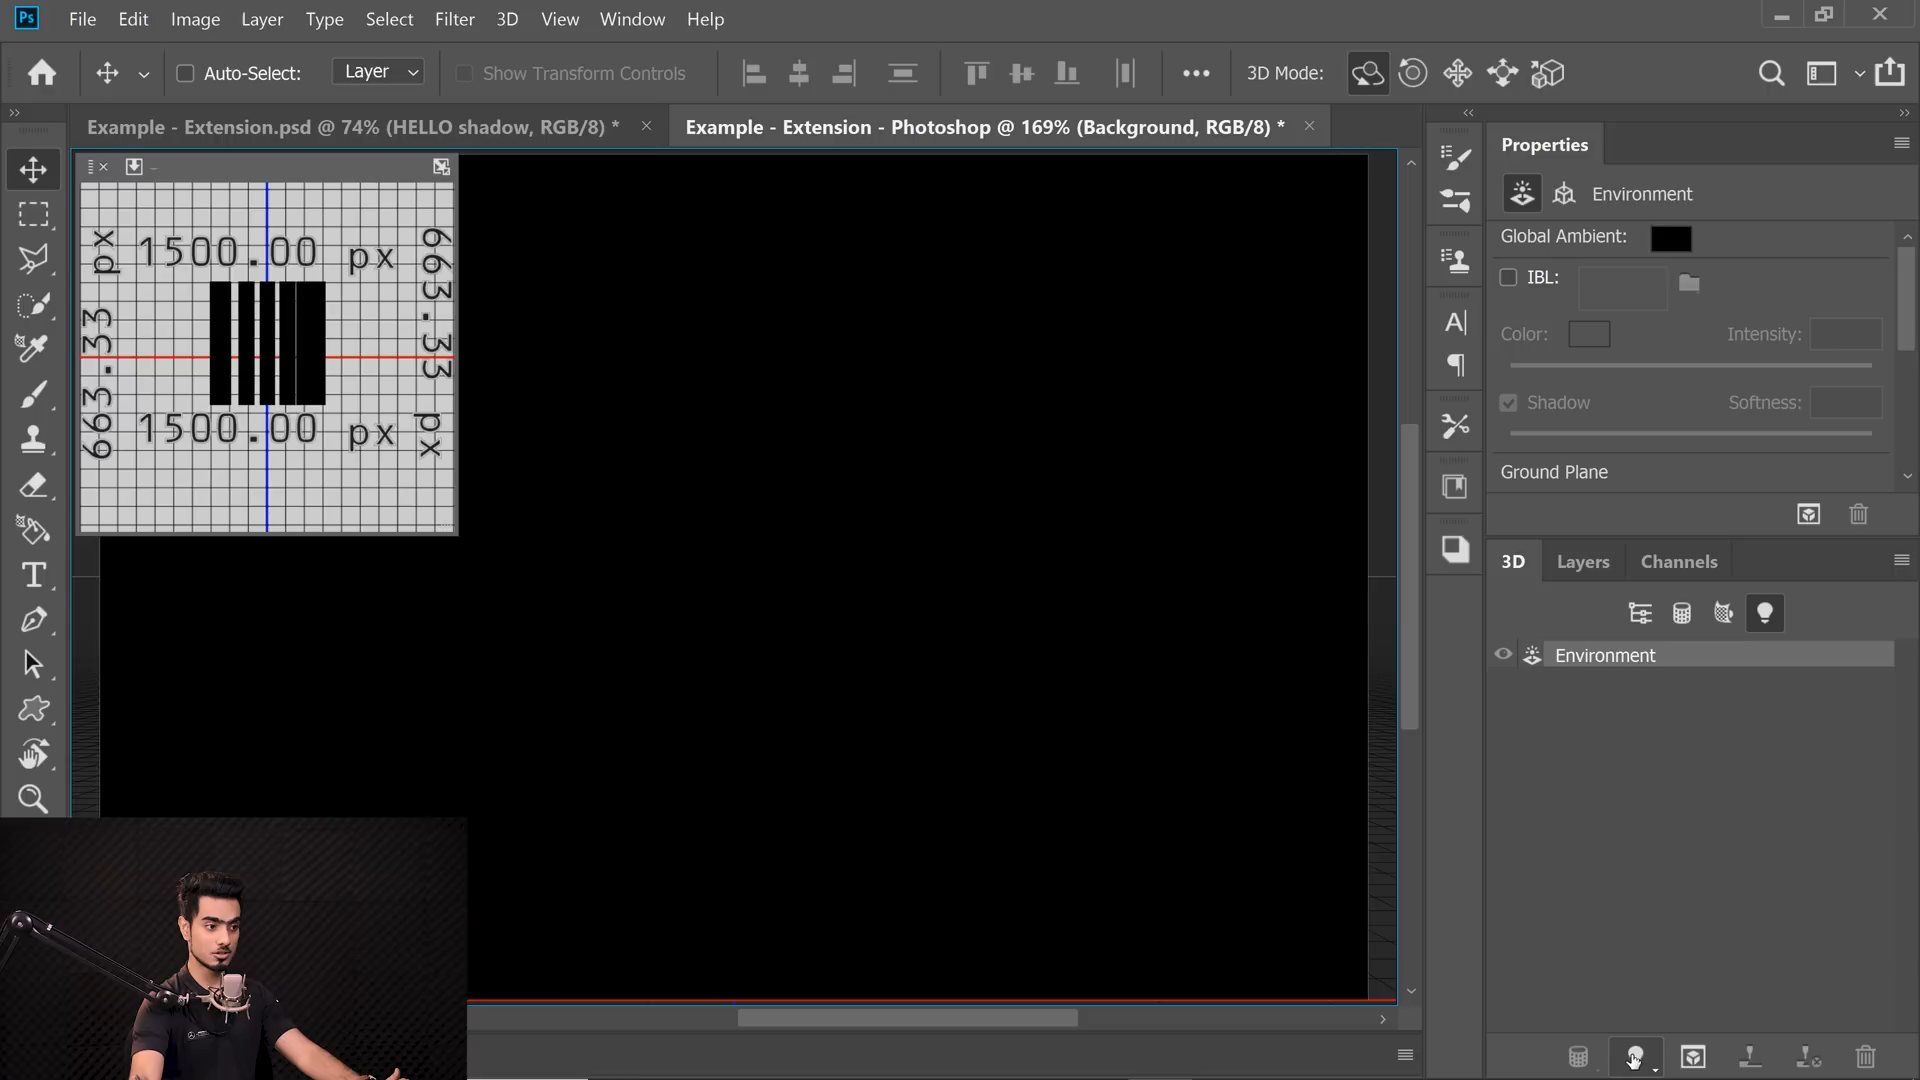 Ps File Edit Image Layer Type Select Filter 3D View Window Help
Auto-Select: Layer Show Transform Controls 3D Mode:
Example - Extension.psd @ 74% (HELLO shadow, RGB/8) *
Example - Extension - Photoshop @ 169% (Background, RGB/8) *
1500.00 px
663.33 px
663.33 px
1500.00 px
Properties
Environment
Global Ambient:
IBL:
Color: Intensity:
Shadow Softness:
Ground Plane
3D Layers Channels
Environment